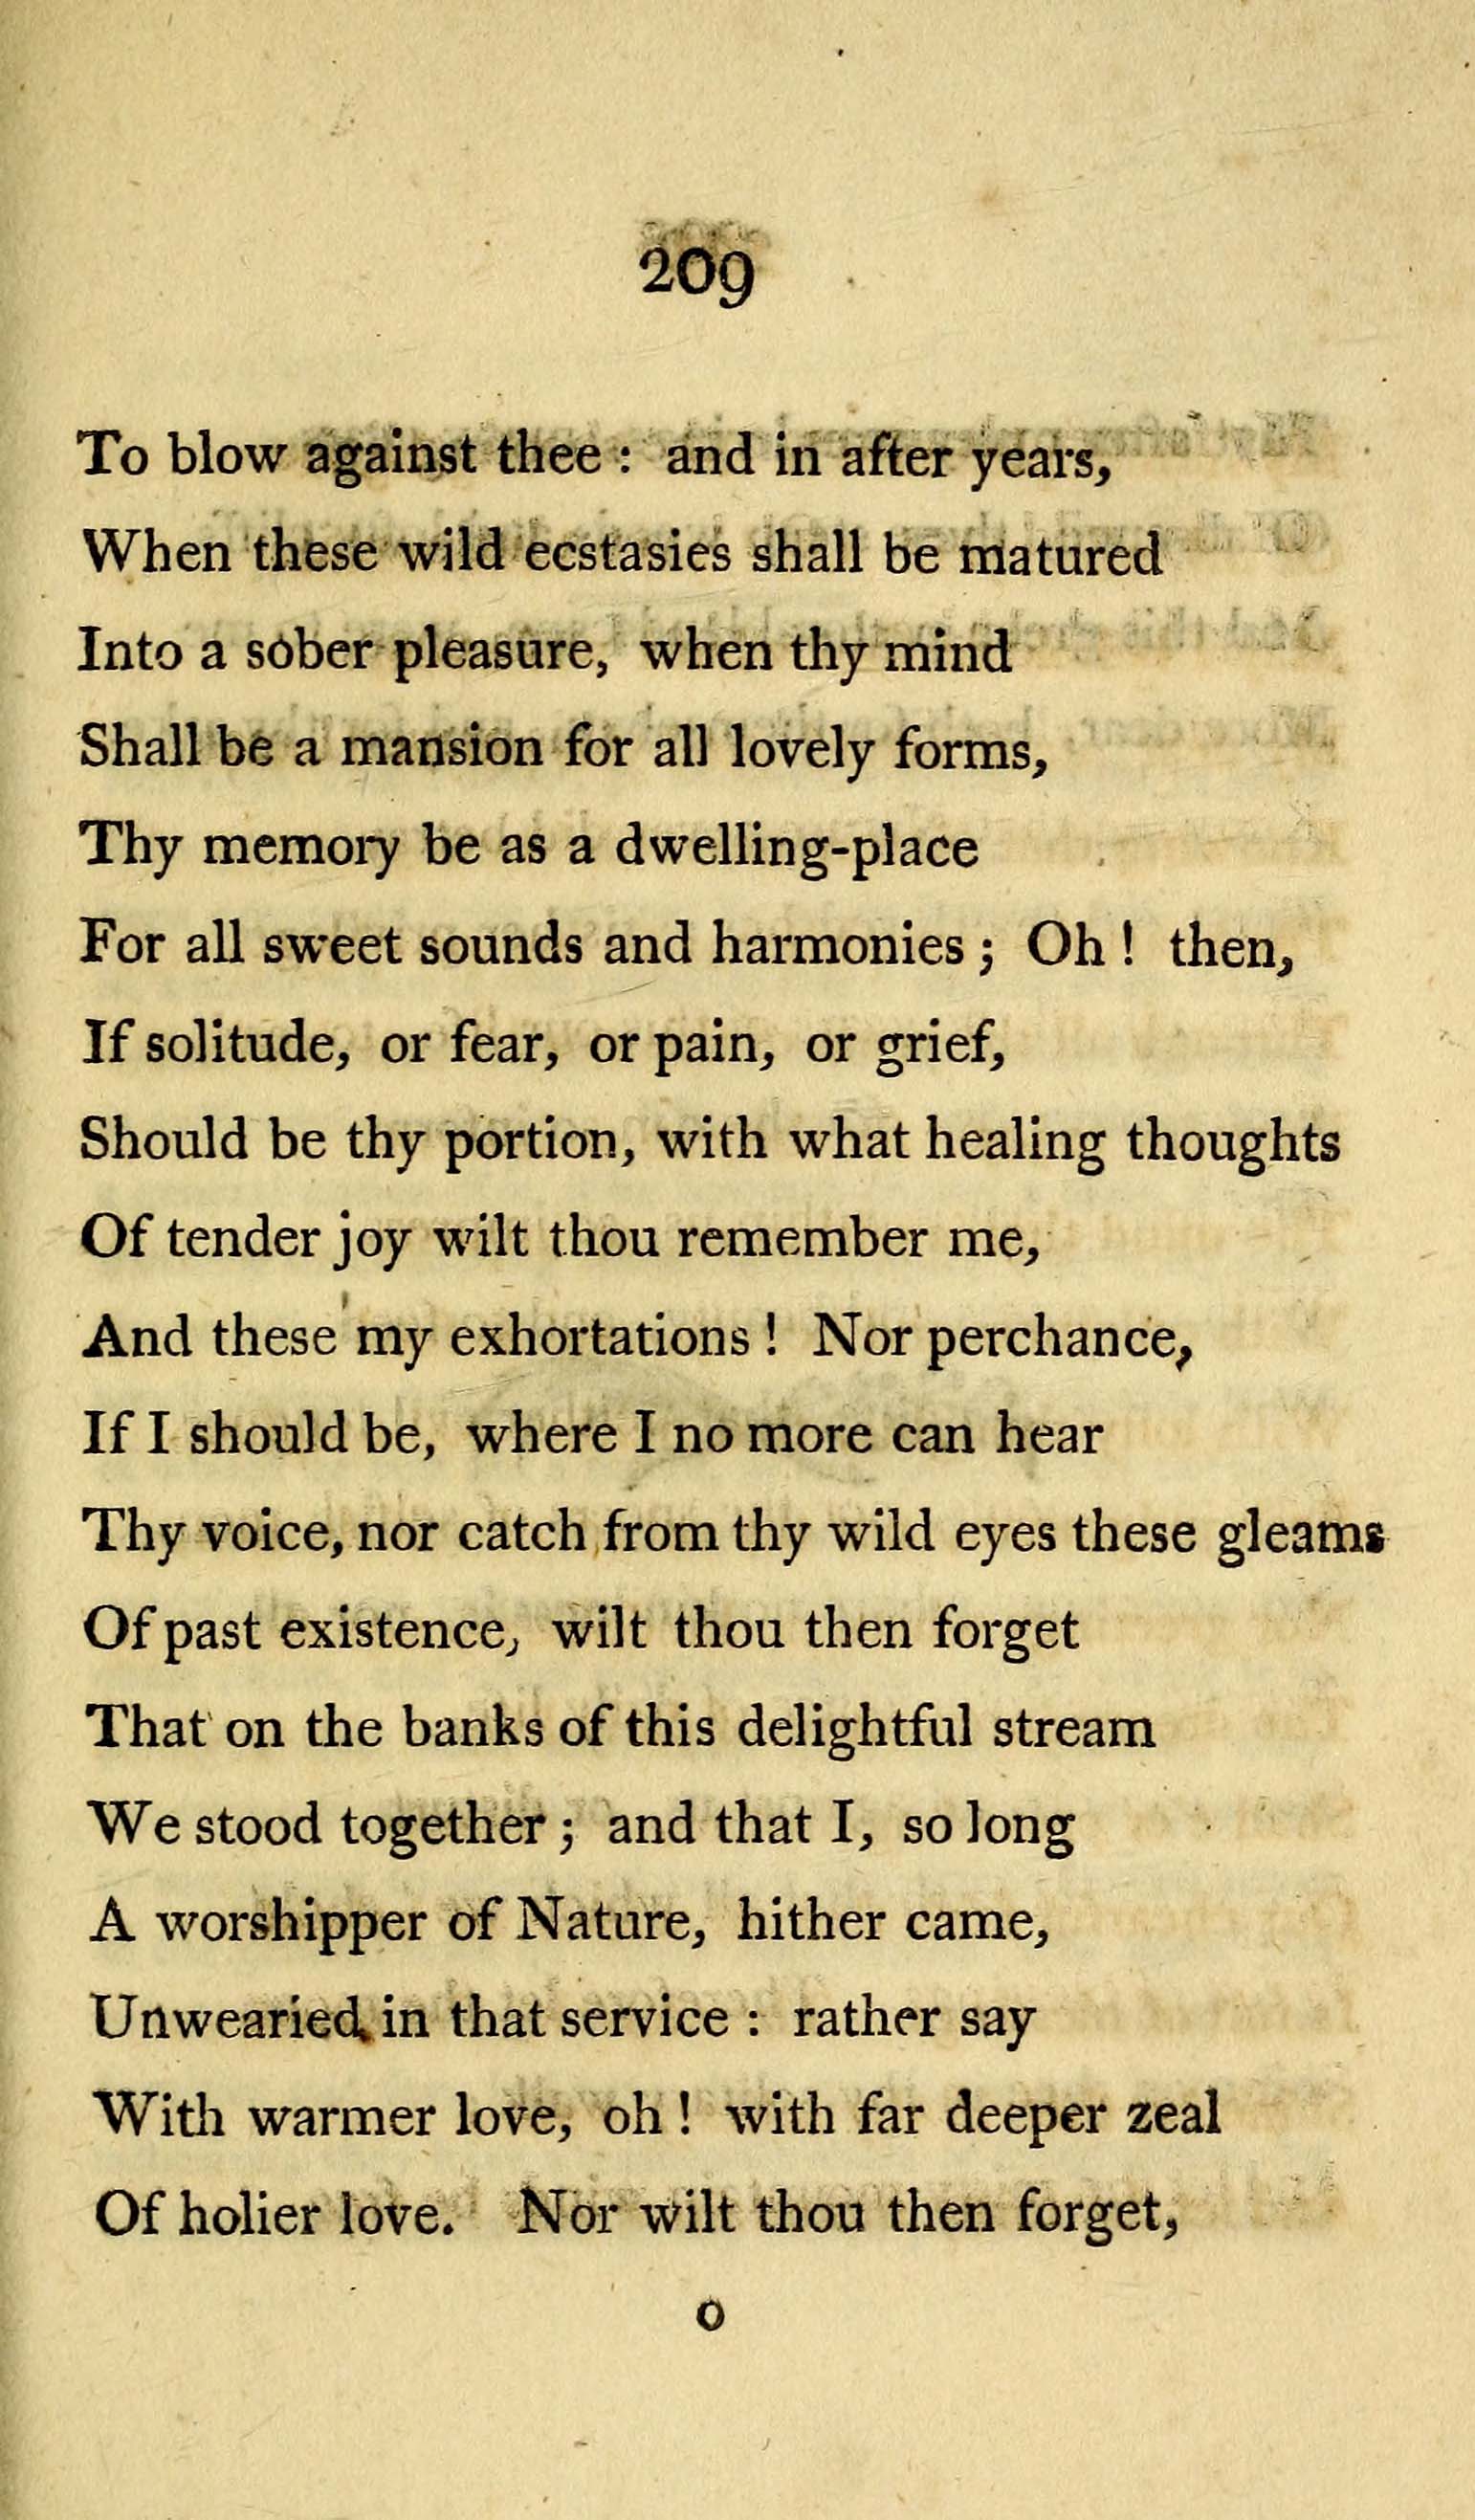 209
To blow against thee : and in after years,
When these wild ecstasies shall be matured
Into a sober pleasure, when thy mind
Shall be a mansion for all lovely forms,
Thy memory be as a dwelling-place
For all sweet sounds and harmonies ; Oh ! then,
If solitude, or fear, or pain, or grief,
Should be thy portion, with what healing thoughts
Of tender joy wilt thou remember me,
And these my exhortations ! Nor perchance,
If I should be, where I no more can hear
Thy voice, nor catch from thy wild eyes these gleams
Of past existence, wilt thou then forget
That on the banks of this delightful stream
We stood together ; and that I, so long
A worshipper of Nature, hither came,
Unwearied in that service : rather say
With warmer love, oh ! with far deeper zeal
Of holier love. Nor wilt thou then forget,
O